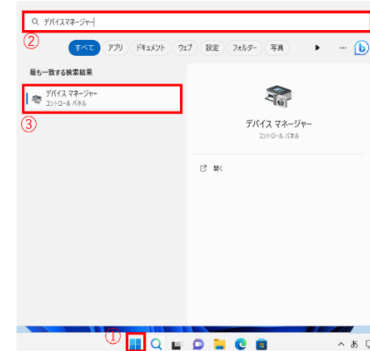 デバイスマネージャー
②
すべて アプリ ドキュメント ウェブ 設定 フォルダー 写真
最も一致する検索結果
デバイス マネージャー
コントロール パネル
③
デバイス マネージャー
コントロール パネル
開く
①
あ